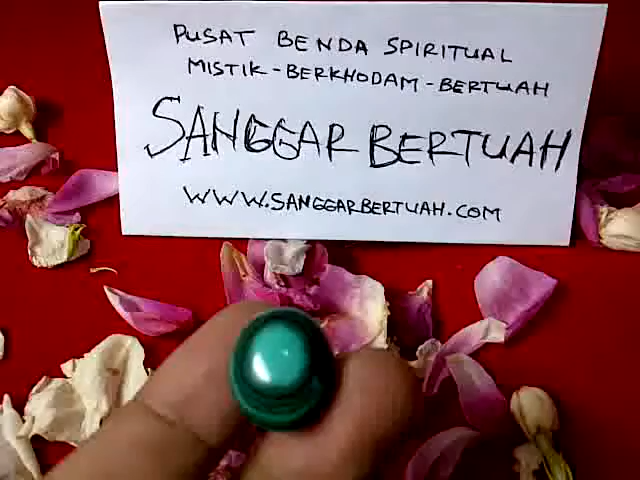 PUSAT BENDA SPIRITUAL
MISTIK-BERKHODAM-BERTUAH
SANGGAR BERTUAH
WWW.SANGGARBERTUAH.COM